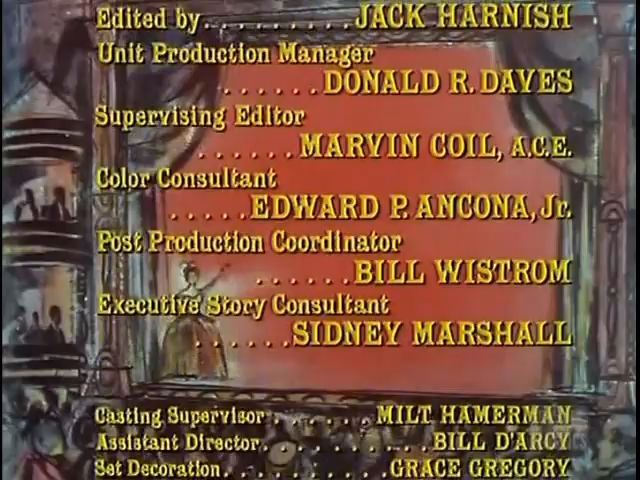 Edited by..............JACK HARNISH
Unit Production Manager
......DONALD R. DAVES
Supervising Editor
......MARVIN COIL, A.C.E.
Color Consultant
.....EDWARD P. ANCONA, Jr.
Post Production Coordinator
......BILL WISTROM
Executive Story Consultant
......SIDNEY MARSHALL
Casting Supervisor.......MILT HAMERMAN
Assistant Director..........BILL D'ARCY
Set Decoration..........GRACE GREGORY